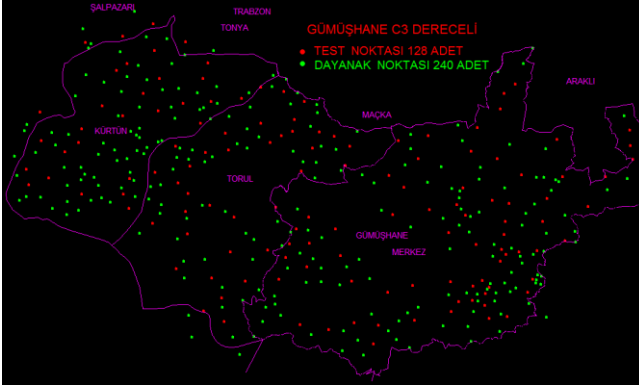 ŞALPAZARI
TRABZON
TONYA
GÜMÜŞHANE C3 DERECELİ
TEST NOKTASI 128 ADET
DAYANAK NOKTASI 240 ADET
ARAKLI
MAÇKA
KÜRTÜN
TORUL
GÜMÜŞHANE
MERKEZ